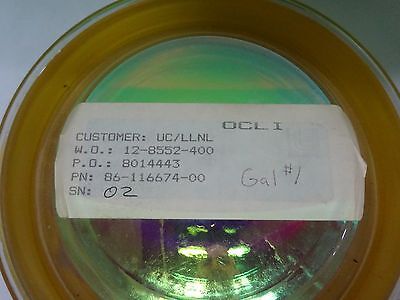 OCLI
CUSTOMER: UC/LLNL
W.O.: 12-8552-400
P.O.: 8014443
PN: 86-116674-00
SN: 02
Gal #1